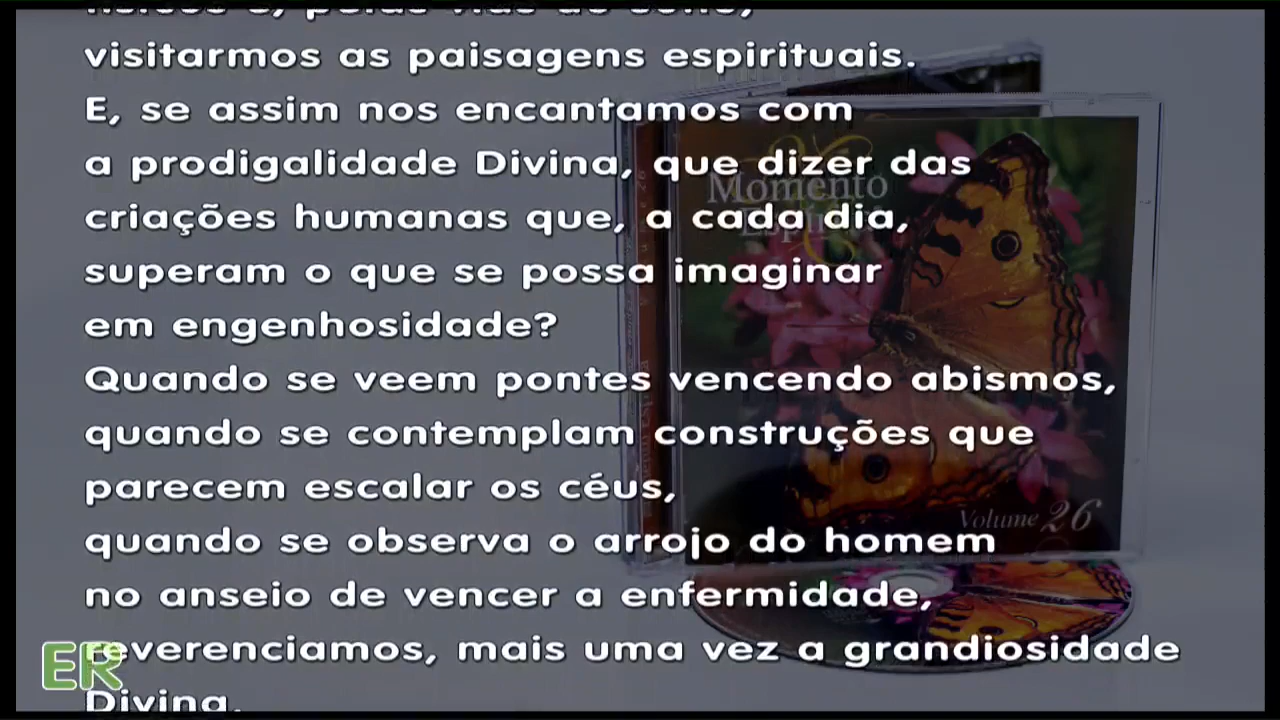 visitarmos as paisagens espirituais.
E, se assim nos encantamos com
a prodigalidade Divina, que dizer das
criações humanas que, a cada dia,
superam o que se possa imaginar
em engenhosidade?
Quando se veem pontes vencendo abismos,
quando se contemplam construções que
parecem escalar os céus,
quando se observa o arrojo do homem
no anseio de vencer a enfermidade,
reverenciamos, mais uma vez a grandiosidade
Divina.
Momento
Espírita
Volume 26
ER